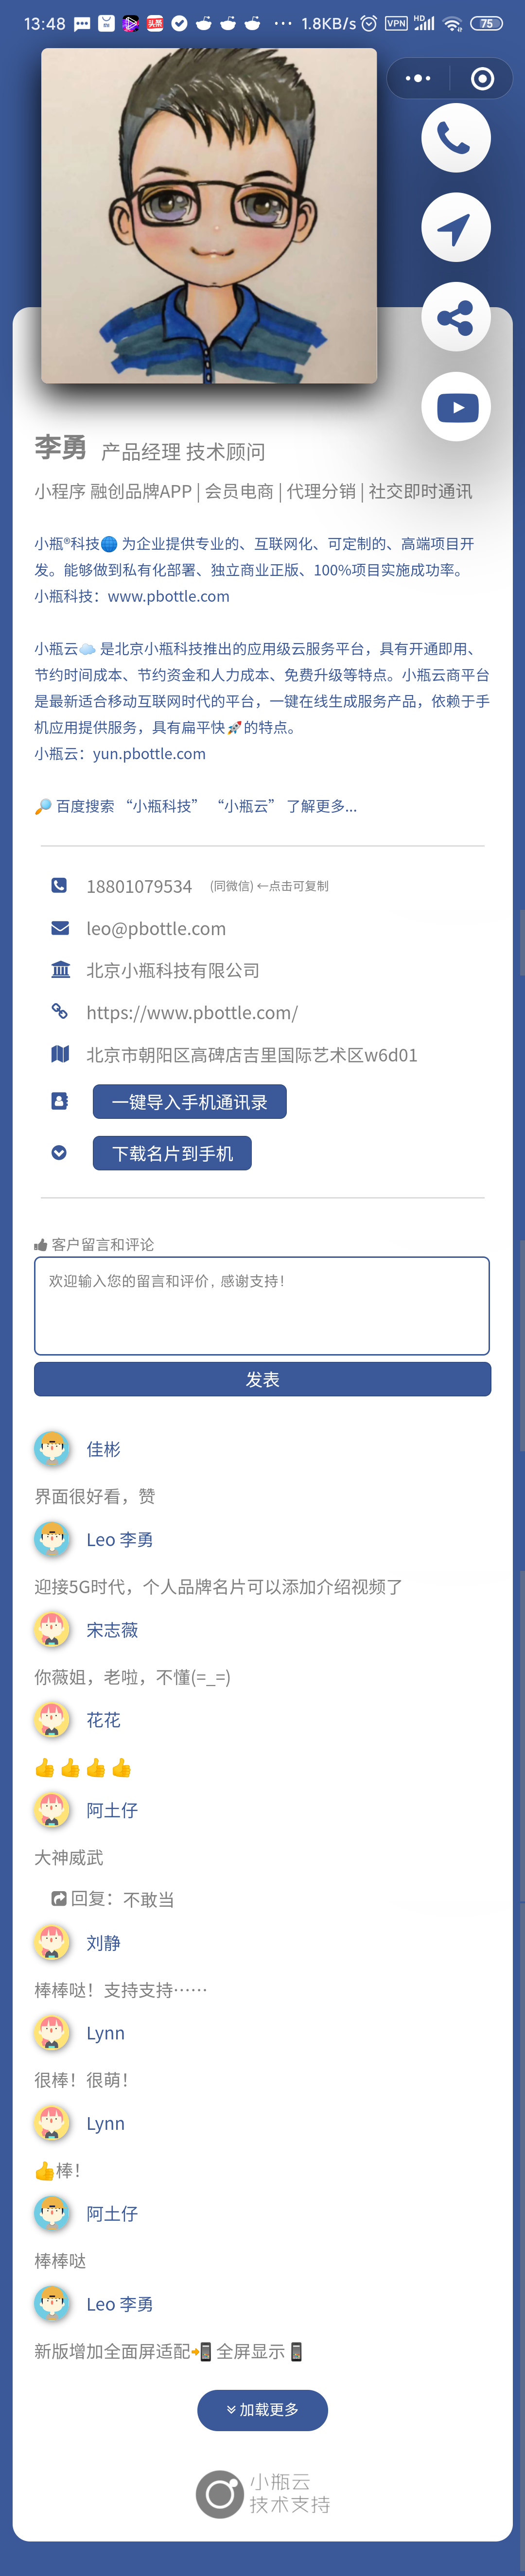 13:48 ··· 1.8KB/s VPN HD 75
李勇 产品经理 技术顾问
小程序 融创品牌APP | 会员电商 | 代理分销 | 社交即时通讯
小瓶®科技🌐 为企业提供专业的、互联网化、可定制的、高端项目开
发。能够做到私有化部署、独立商业正版、100%项目实施成功率。
小瓶科技：www.pbottle.com
小瓶云☁️ 是北京小瓶科技推出的应用级云服务平台，具有开通即用、
节约时间成本、节约资金和人力成本、免费升级等特点。小瓶云商平台
是最新适合移动互联网时代的平台，一键在线生成服务产品，依赖于手
机应用提供服务，具有扁平快🚀的特点。
小瓶云：yun.pbottle.com
🔎 百度搜索 “小瓶科技” “小瓶云” 了解更多...
18801079534 (同微信) ←点击可复制
leo@pbottle.com
北京小瓶科技有限公司
https://www.pbottle.com/
北京市朝阳区高碑店吉里国际艺术区w6d01
一键导入手机通讯录
下载名片到手机
客户留言和评论
欢迎输入您的留言和评价，感谢支持！
发表
佳彬
界面很好看，赞
Leo 李勇
迎接5G时代，个人品牌名片可以添加介绍视频了
宋志薇
你薇姐，老啦，不懂(=_=)
花花
👍 👍 👍 👍
阿土仔
大神威武
回复：不敢当
刘静
棒棒哒！支持支持……
Lynn
很棒！很萌！
Lynn
👍棒！
阿土仔
棒棒哒
Leo 李勇
新版增加全面屏适配📲 全屏显示📱
加载更多
小瓶云
技术支持